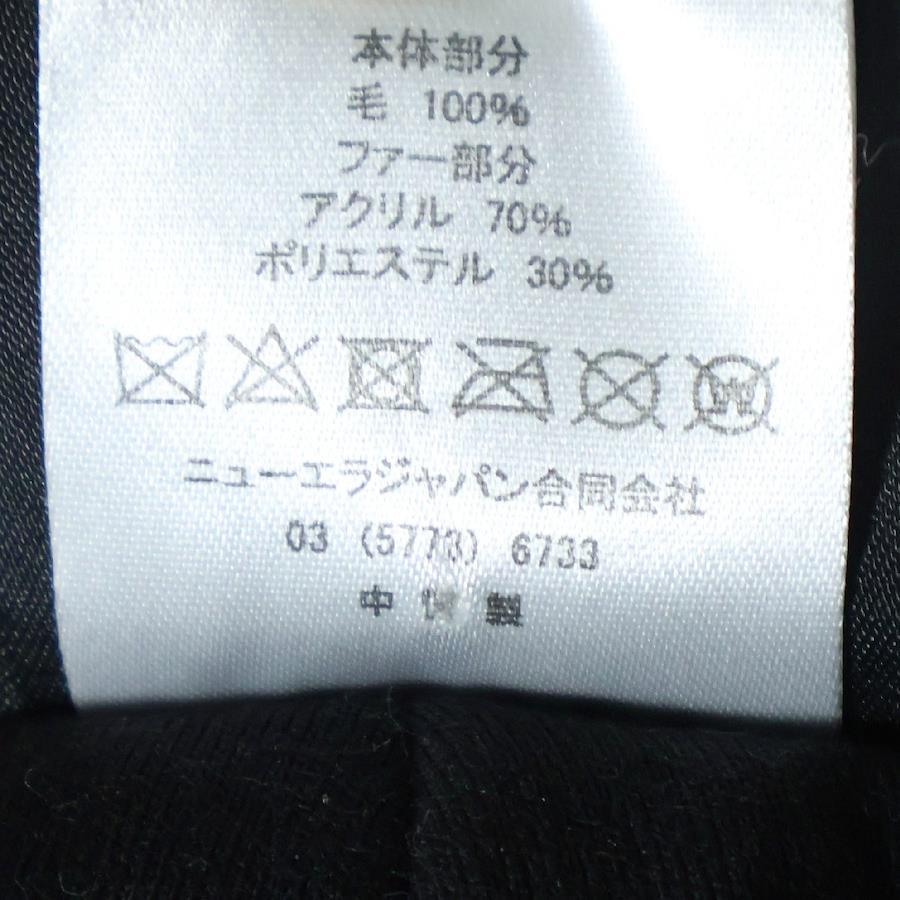 本体部分
毛 100%
ファー部分
アクリル 70%
ポリエステル 30%
ニューエラジャパン合同会社
03 (5773) 6733
中 製